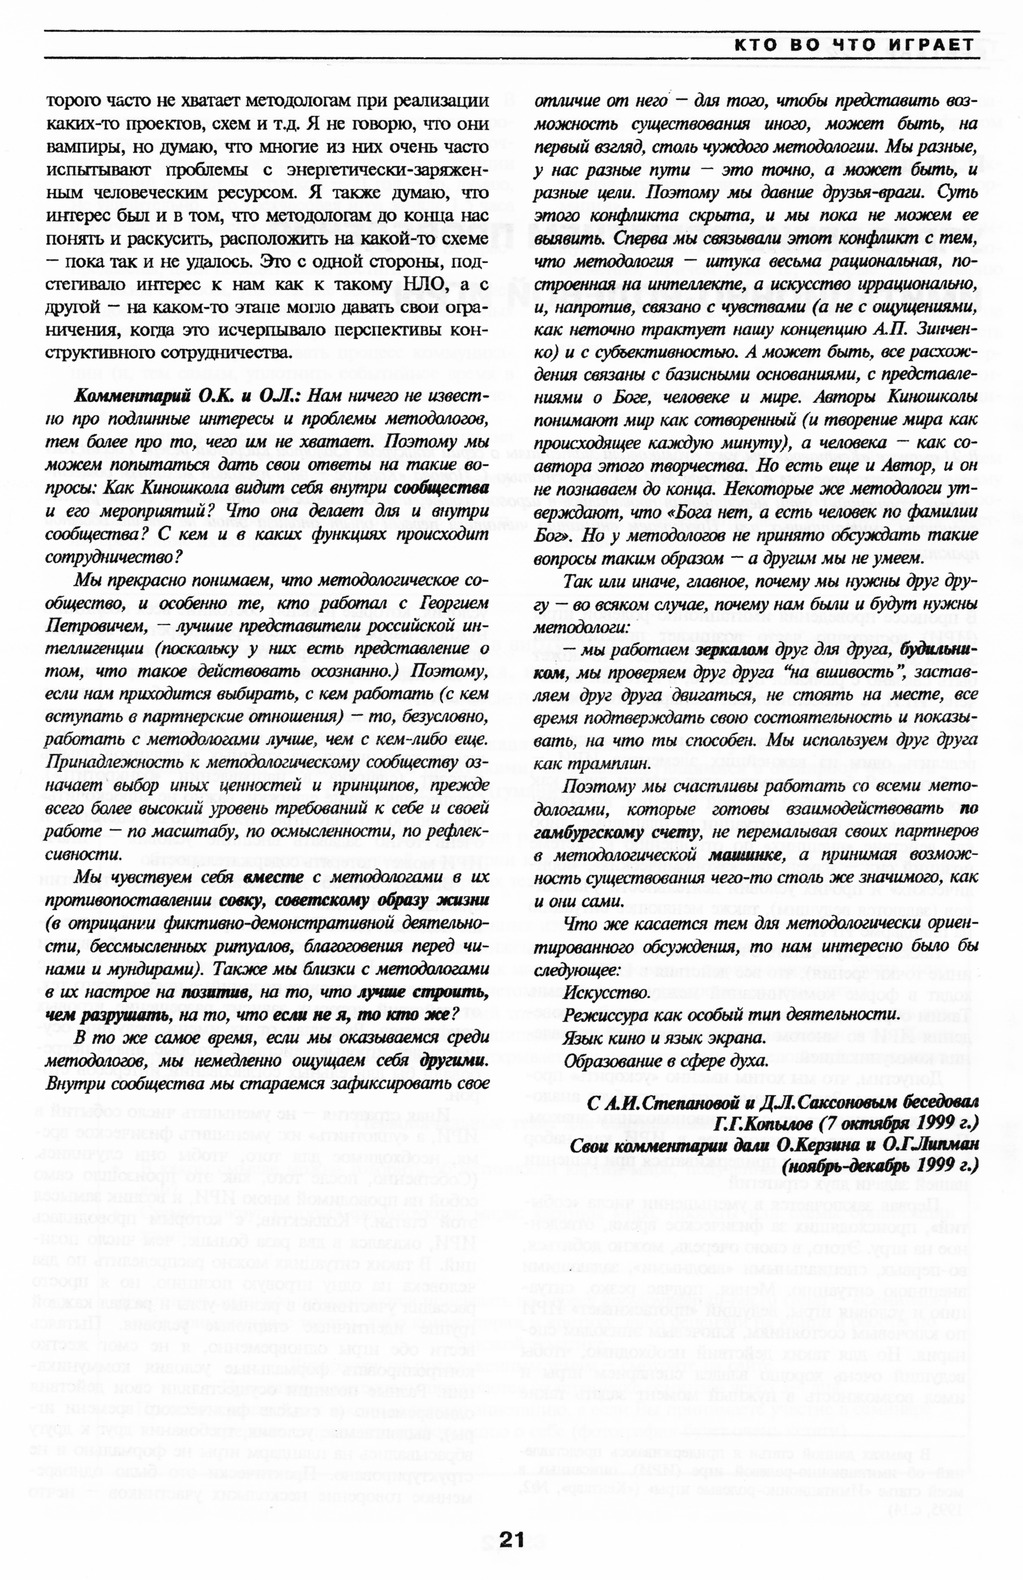 КТО ВО ЧТО ИГРАЕТ
торого часто не хватает методологам при реализации
каких-то проектов, схем и т.д. Я не говорю, что они
вампиры, но думаю, что многие из них очень часто
испытывают проблемы с энергетически-заряжен-
ным человеческим ресурсом. Я также думаю, что
интерес был и в том, что методологам до конца нас
понять и раскусить, расположить на какой-то схеме
— пока так и не удалось. Это с одной стороны, под-
стегивало интерес к нам как к такому НЛО, а с
другой — на каком-то этапе могло давать свои огра-
ничения, когда это исчерпывало перспективы кон-
структивного сотрудничества.
Комментарий О.К. и О.Л.: Нам ничего не извест-
но про подлинные интересы и проблемы методологов,
тем более про то, чего им не хватает. Поэтому мы
можем попытаться дать свои ответы на такие во-
просы: Как Киношкола видит себя внутри сообщества
и его мероприятий? Что она делает для и внутри
сообщества? С кем и в каких функциях происходит
сотрудничество?
Мы прекрасно понимаем, что методологическое со-
общество, и особенно те, кто работал с Георгием
Петровичем, — лучшие представители российской ин-
теллигенции (поскольку у них есть представление о
том, что такое действовать осознанно.) Поэтому,
если нам приходится выбирать, с кем работать (с кем
вступать в партнерские отношения) — то, безусловно,
работать с методологами лучше, чем с кем-либо еще.
Принадлежность к методологическому сообществу оз-
начает выбор иных ценностей и принципов, прежде
всего более высокий уровень требований к себе и своей
работе — по масштабу, по осмысленности, по рефлек-
сивности.
Мы чувствуем себя вместе с методологами в их
противопоставлении совку, советскому образу жизни
(в отрицании фиктивно-демонстративной деятельно-
сти, бессмысленных ритуалов, благоговения перед чи-
нами и мундирами). Также мы близки с методологами
в их настрое на позитив, на то, что лучше строить,
чем разрушать, на то, что если не я, то кто же?
В то же самое время, если мы оказываемся среди
методологов, мы немедленно ощущаем себя другими.
Внутри сообщества мы стараемся зафиксировать свое
отличие от него — для того, чтобы представить воз-
можность существования иного, может быть, на
первый взгляд, столь чуждого методологии. Мы разные,
у нас разные пути — это точно, а может быть, и
разные цели. Поэтому мы давние друзья-враги. Суть
этого конфликта скрыта, и мы пока не можем ее
выявить. Сперва мы связывали этот конфликт с тем,
что методология — штука весьма рациональная, по-
строенная на интеллекте, а искусство иррационально,
и, напротив, связано с чувствами (а не с ощущениями,
как неточно трактует нашу концепцию А.П. Зинчен-
ко) и с субъективностью. А может быть, все расхож-
дения связаны с базисными основаниями, с представле-
ниями о Боге, человеке и мире. Авторы Киношколы
понимают мир как сотворенный (и творение мира как
происходящее каждую минуту), а человека — как со-
автора этого творчества. Но есть еще и Автор, и он
не познаваем до конца. Некоторые же методологи ут-
верждают, что «Бога нет, а есть человек по фамилии
Бог». Но у методологов не принято обсуждать такие
вопросы таким образом — а другим мы не умеем.
Так или иначе, главное, почему мы нужны друг дру-
гу — во всяком случае, почему нам были и будут нужны
методологи:
— мы работаем зеркалом друг для друга, будильни-
ком, мы проверяем друг друга "на вшивость", застав-
ляем друг друга двигаться, не стоять на месте, все
время подтверждать свою состоятельность и показы-
вать, на что ты способен. Мы используем друг друга
как трамплин.
Поэтому мы счастливы работать со всеми мето-
дологами, которые готовы взаимодействовать по
гамбургскому счету, не перемалывая своих партнеров
в методологической машинке, а принимая возмож-
ность существования чего-то столь же значимого, как
и они сами.
Что же касается тем для методологически ориен-
тированного обсуждения, то нам интересно было бы
следующее:
Искусство.
Режиссура как особый тип деятельности.
Язык кино и язык экрана.
Образование в сфере духа.
С А.И.Степановой и Д.Л.Саксоновым беседовал
Г.Г.Копылов (7 октября 1999 г.)
Свои комментарии дали О.Керзина и О.Г.Липман
(ноябрь-декабрь 1999 г.)
21